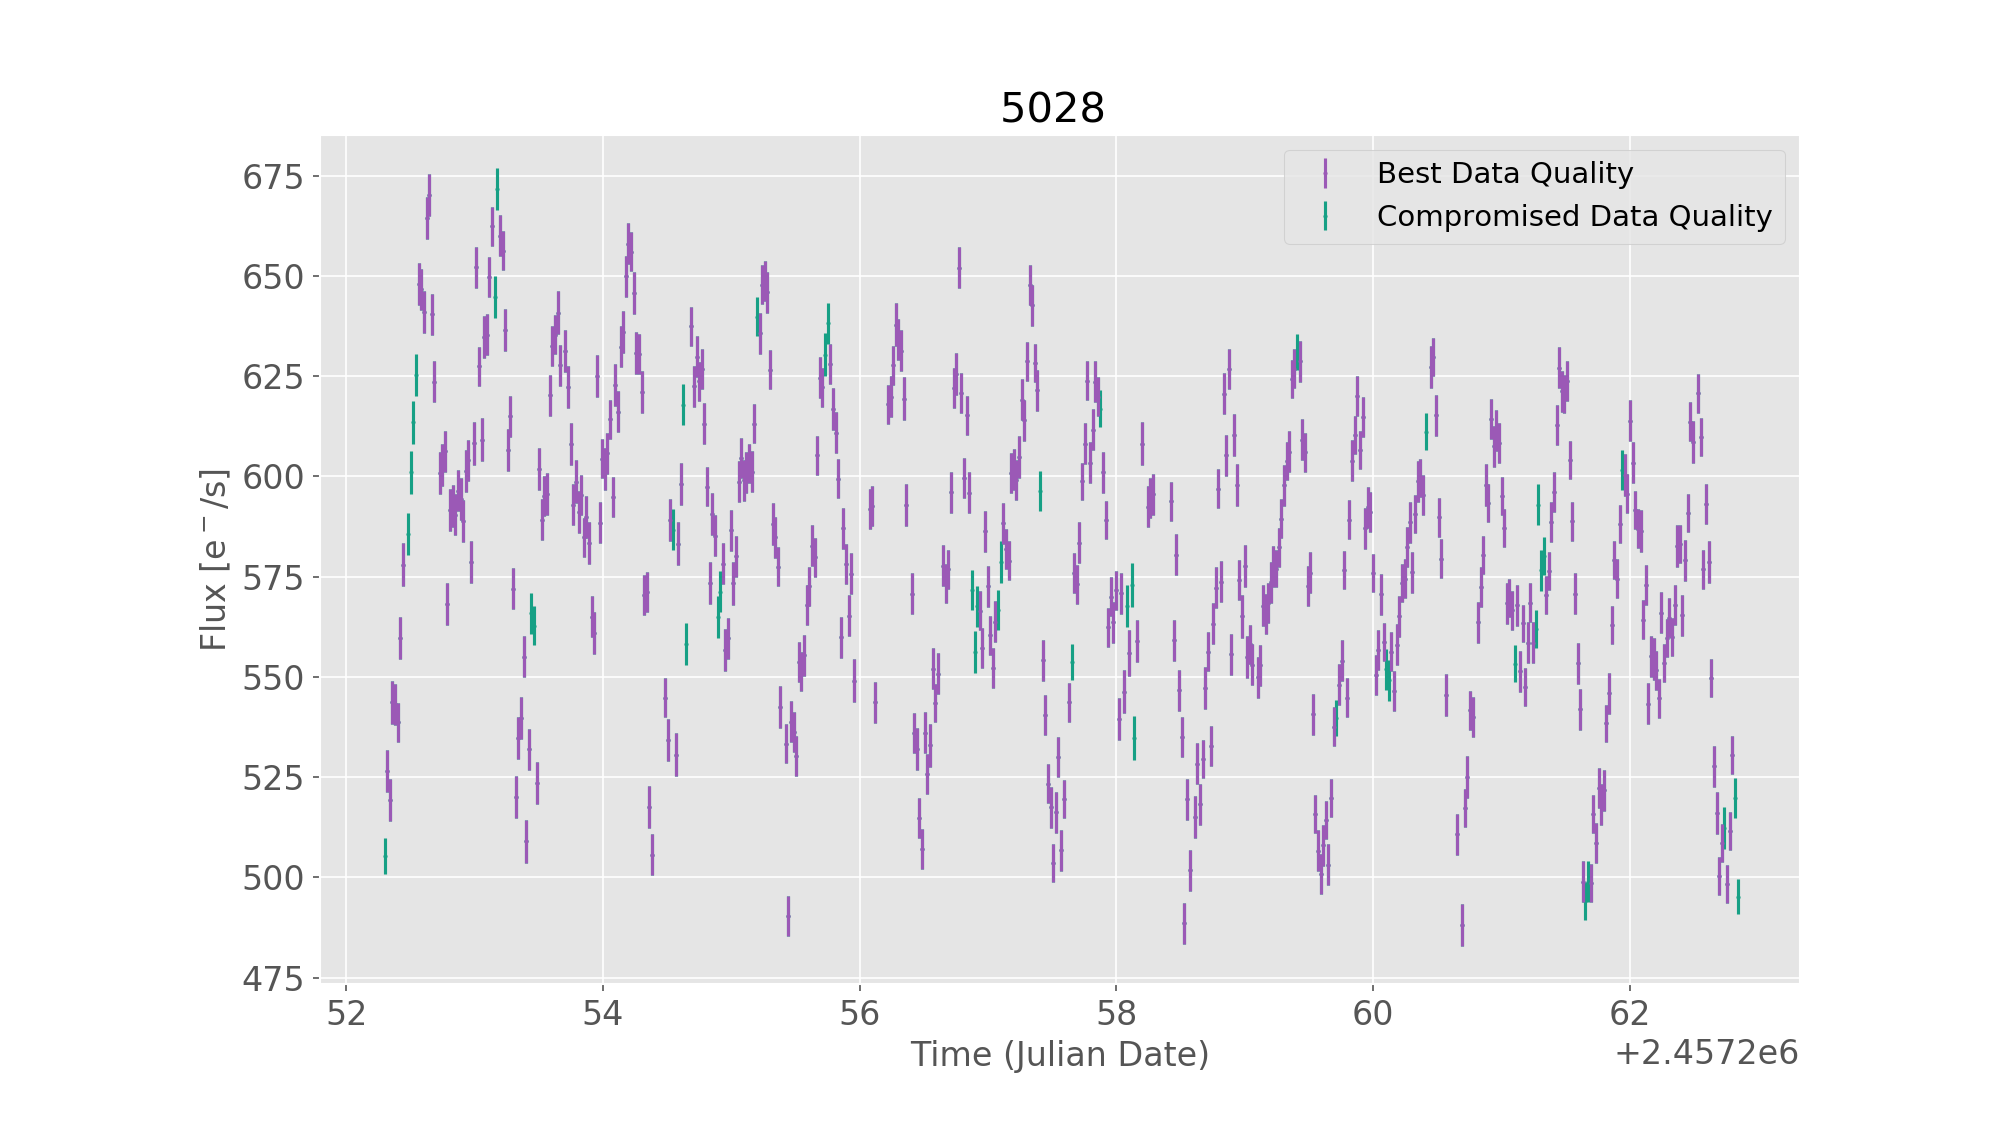 5028
Best Data Quality
Compromised Data Quality
675
650
625
600
575
550
525
500
475
Flux [e⁻/s]
52 54 56 58 60 62
Time (Julian Date)
+2.4572e6